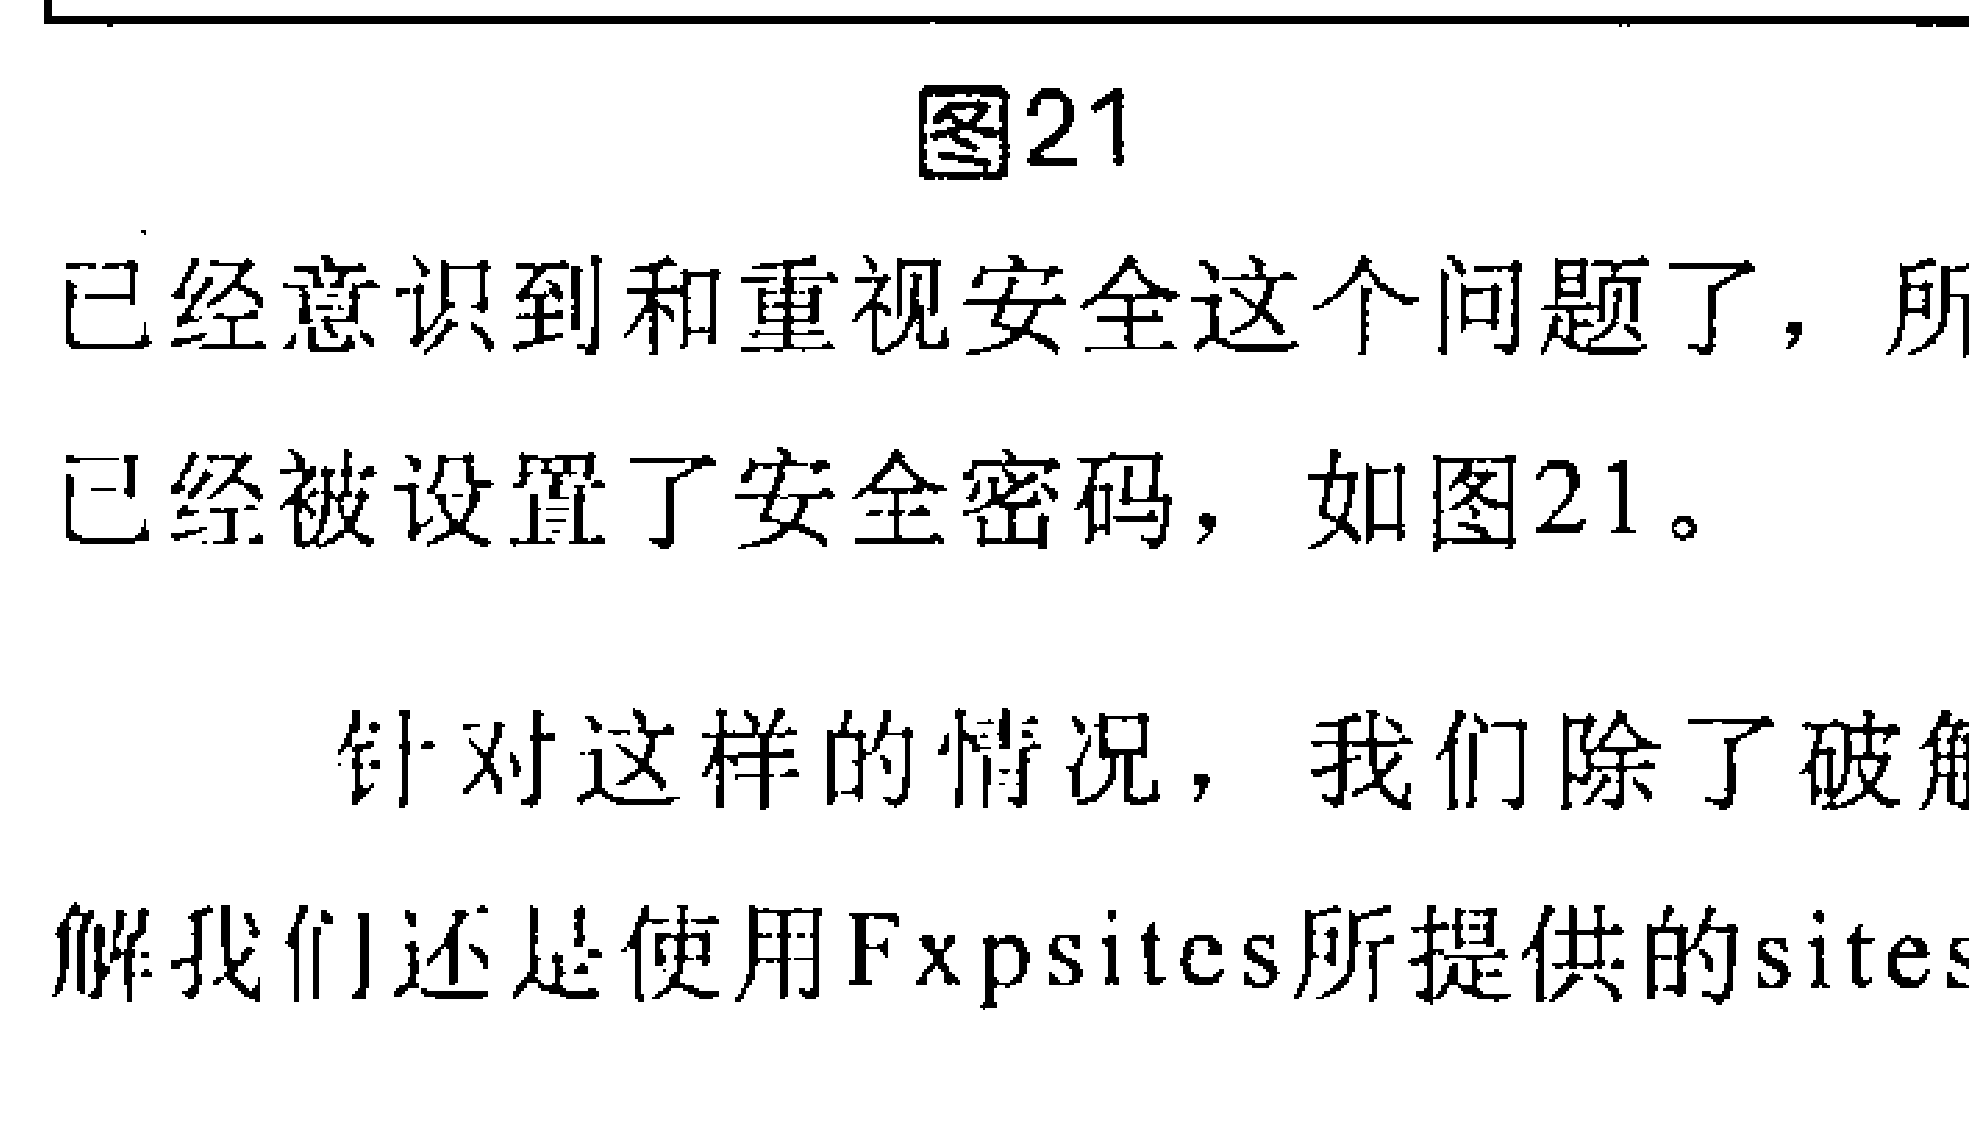 图21
已经意识到和重视安全这个问题了，所
已经被设置了安全密码，如图21。
针对这样的情况，我们除了破解
解我们还是使用Fxpsites所提供的sites